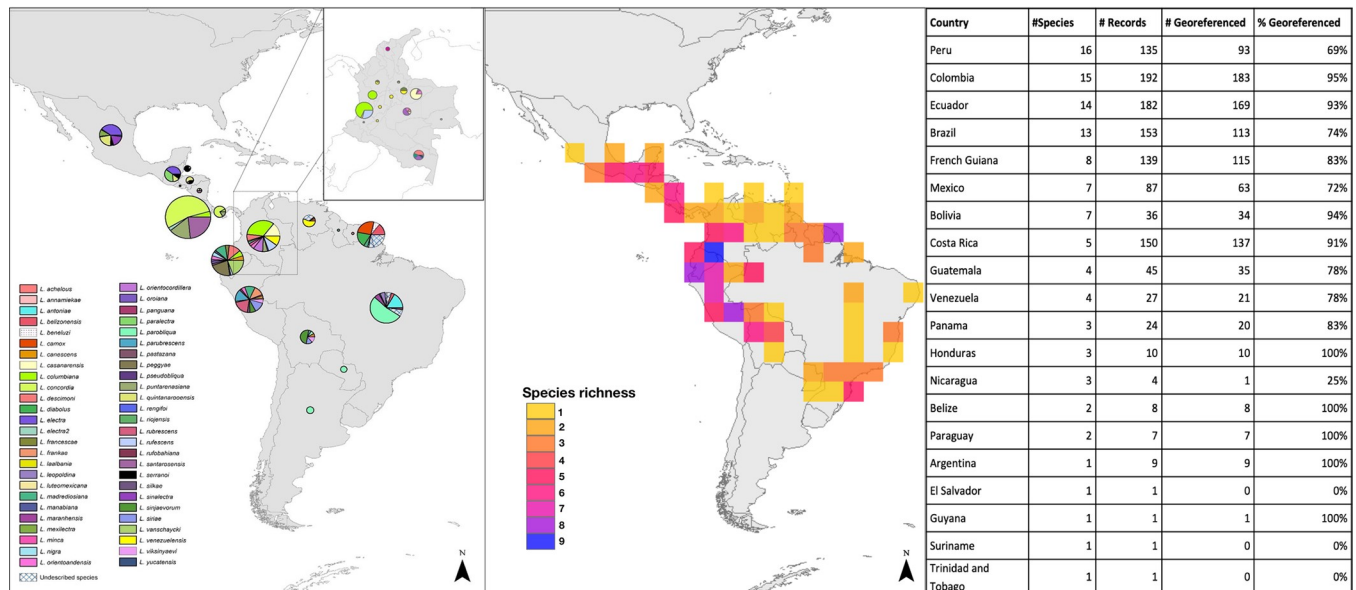 L. achelous
L. annamiekae
L. antoniae
L. belizonensis
L. beneluzi
L. camox
L. canescens
L. casanarensis
L. columbiana
L. concordia
L. descimoni
L. diabolus
L. electra
L. electra2
L. francescae
L. frankae
L. laelbania
L. leopoldina
L. luteomexicana
L. madrediosiana
L. manabiana
L. maranhensis
L. mexilectra
L. minca
L. nigra
L. orientoandensis
Undescribed species
L. orientocordillera
L. oroiana
L. panguana
L. paralectra
L. parobliqua
L. parubrescens
L. pastazana
L. peggyae
L. pseudobliqua
L. puntarenasiana
L. quintanarooensis
L. rengifoi
L. riojensis
L. rubrescens
L. rufescens
L. rufobahiana
L. santarosensis
L. serranoi
L. silkae
L. sinalectra
L. sinjaevorum
L. siriae
L. vanschaycki
L. venezuelensis
L. viksinyaevi
L. yucatensis
N
Species richness
1
2
3
4
5
6
7
8
9
N
Country #Species # Records # Georeferenced % Georeferenced
Peru 16 135 93 69%
Colombia 15 192 183 95%
Ecuador 14 182 169 93%
Brazil 13 153 113 74%
French Guiana 8 139 115 83%
Mexico 7 87 63 72%
Bolivia 7 36 34 94%
Costa Rica 5 150 137 91%
Guatemala 4 45 35 78%
Venezuela 4 27 21 78%
Panama 3 24 20 83%
Honduras 3 10 10 100%
Nicaragua 3 4 1 25%
Belize 2 8 8 100%
Paraguay 2 7 7 100%
Argentina 1 9 9 100%
El Salvador 1 1 0 0%
Guyana 1 1 1 100%
Suriname 1 1 0 0%
Trinidad and
Tobago 1 1 0 0%